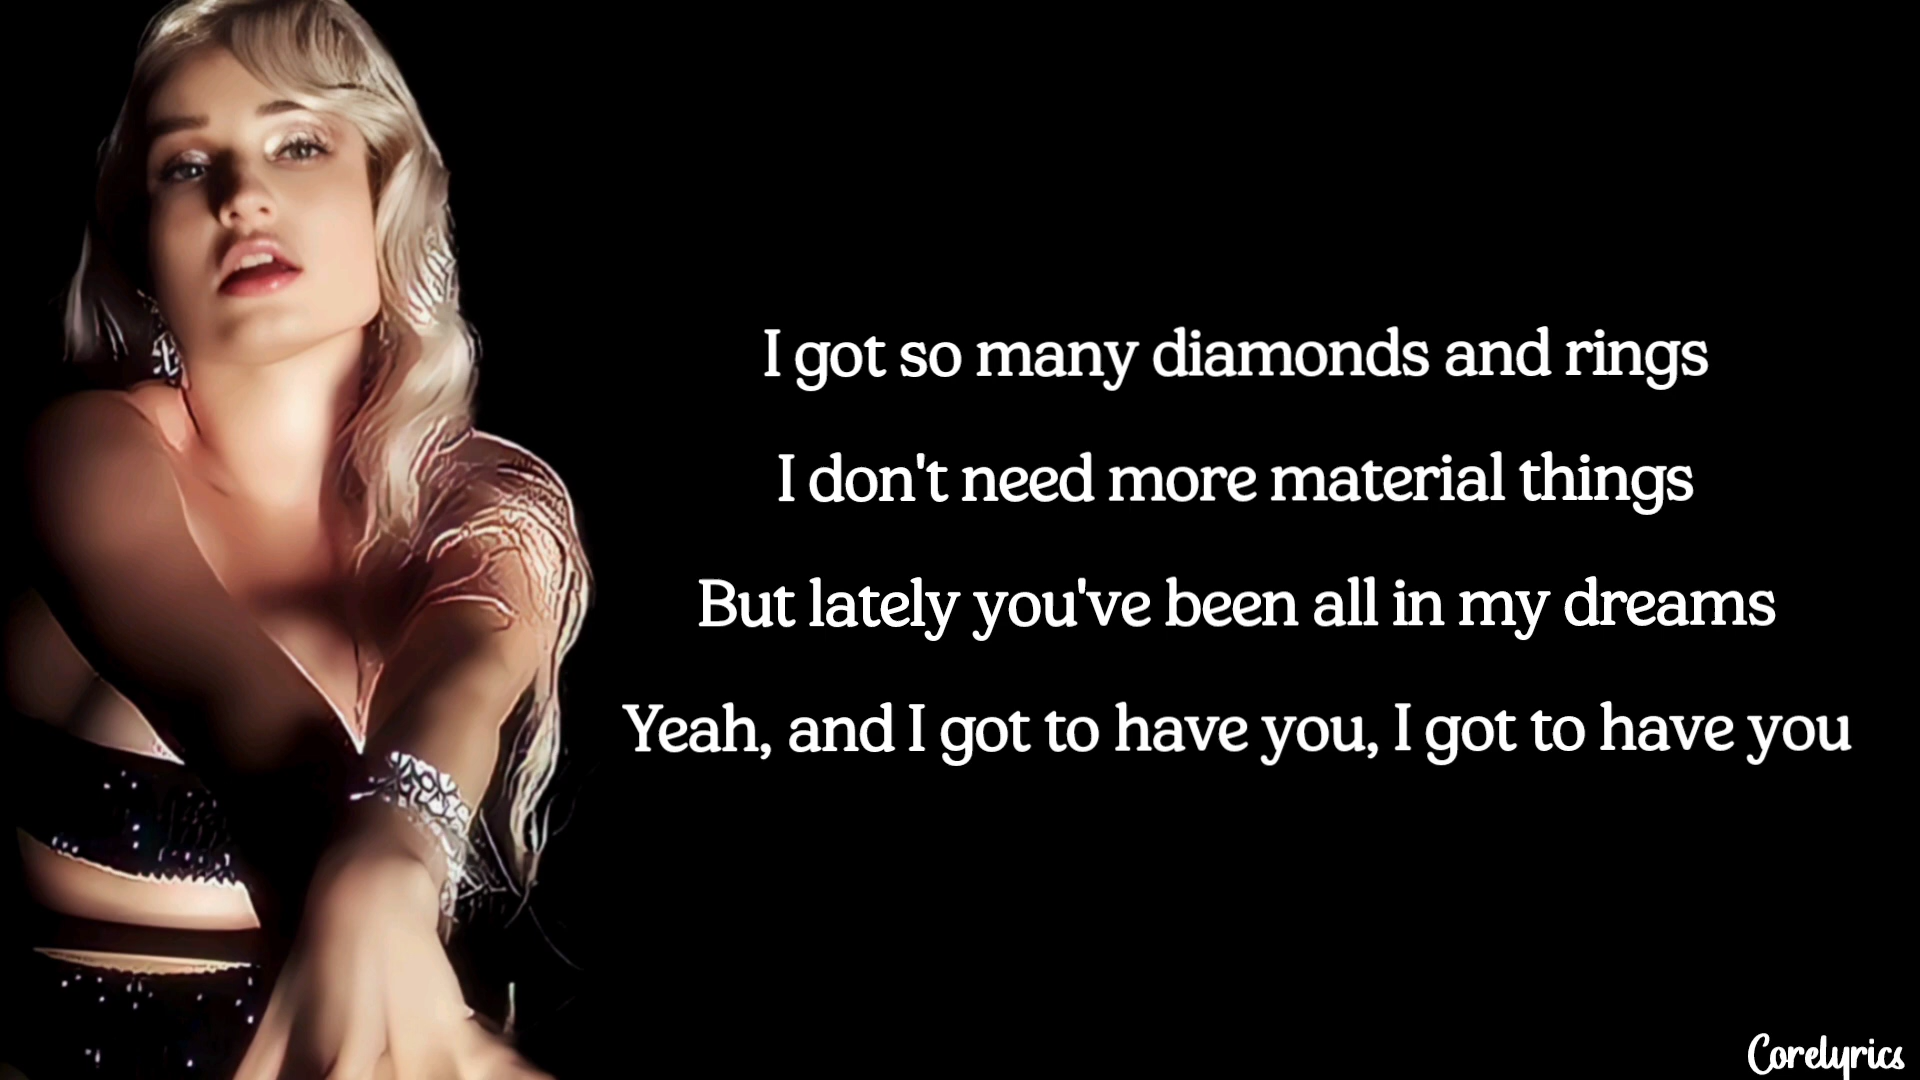 I got so many diamonds and rings
I don't need more material things
But lately you've been all in my dreams
Yeah, and I got to have you, I got to have you
Corelyrics